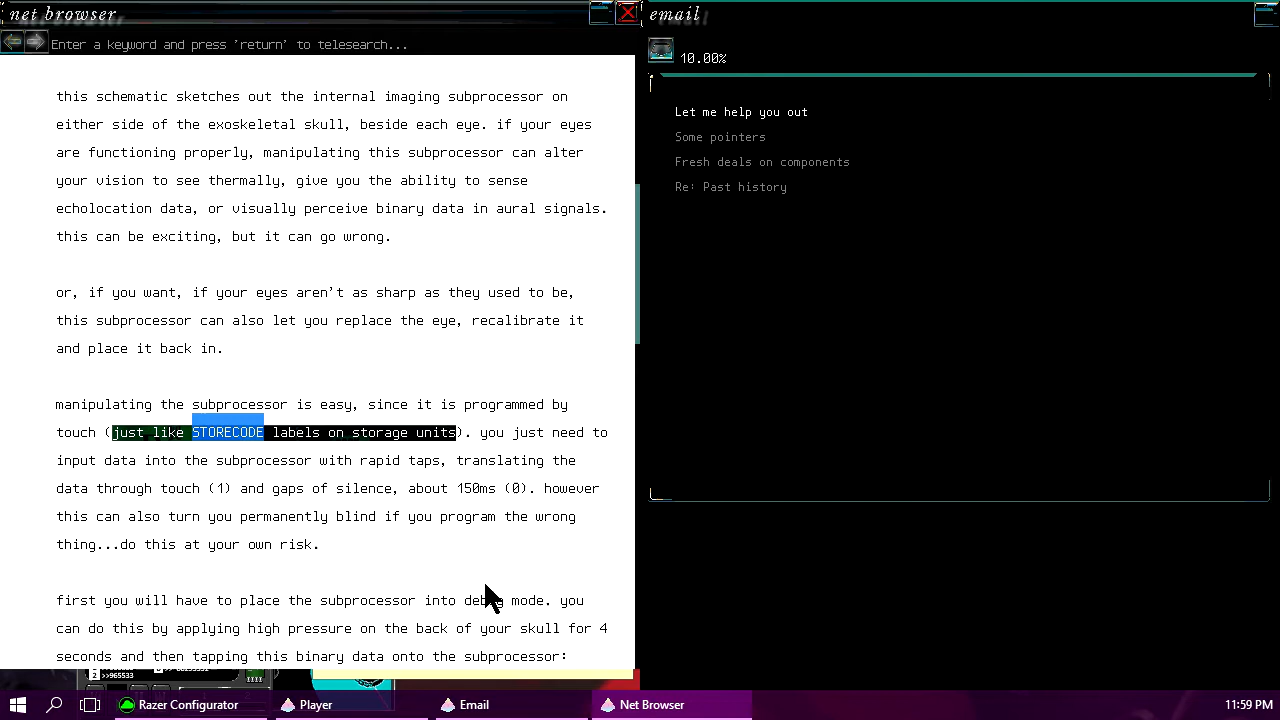 net browser
Enter a keyword and press 'return' to telesearch...
this schematic sketches out the internal imaging subprocessor on
either side of the exoskeletal skull, beside each eye. if your eyes
are functioning properly, manipulating this subprocessor can alter
your vision to see thermally, give you the ability to sense
echolocation data, or visually perceive binary data in aural signals.
this can be exciting, but it can go wrong.
or, if you want, if your eyes aren't as sharp as they used to be,
this subprocessor can also let you replace the eye, recalibrate it
and place it back in.
manipulating the subprocessor is easy, since it is programmed by
touch (just like STORECODE labels on storage units). you just need to
input data into the subprocessor with rapid taps, translating the
data through touch (1) and gaps of silence, about 150ms (0). however
this can also turn you permanently blind if you program the wrong
thing...do this at your own risk.
first you will have to place the subprocessor into debug mode. you
can do this by applying high pressure on the back of your skull for 4
seconds and then tapping this binary data onto the subprocessor:
email
10.00%
Let me help you out
Some pointers
Fresh deals on components
Re: Past history
2 >>965533
Razer Configurator
Player
Email
Net Browser
11:59 PM